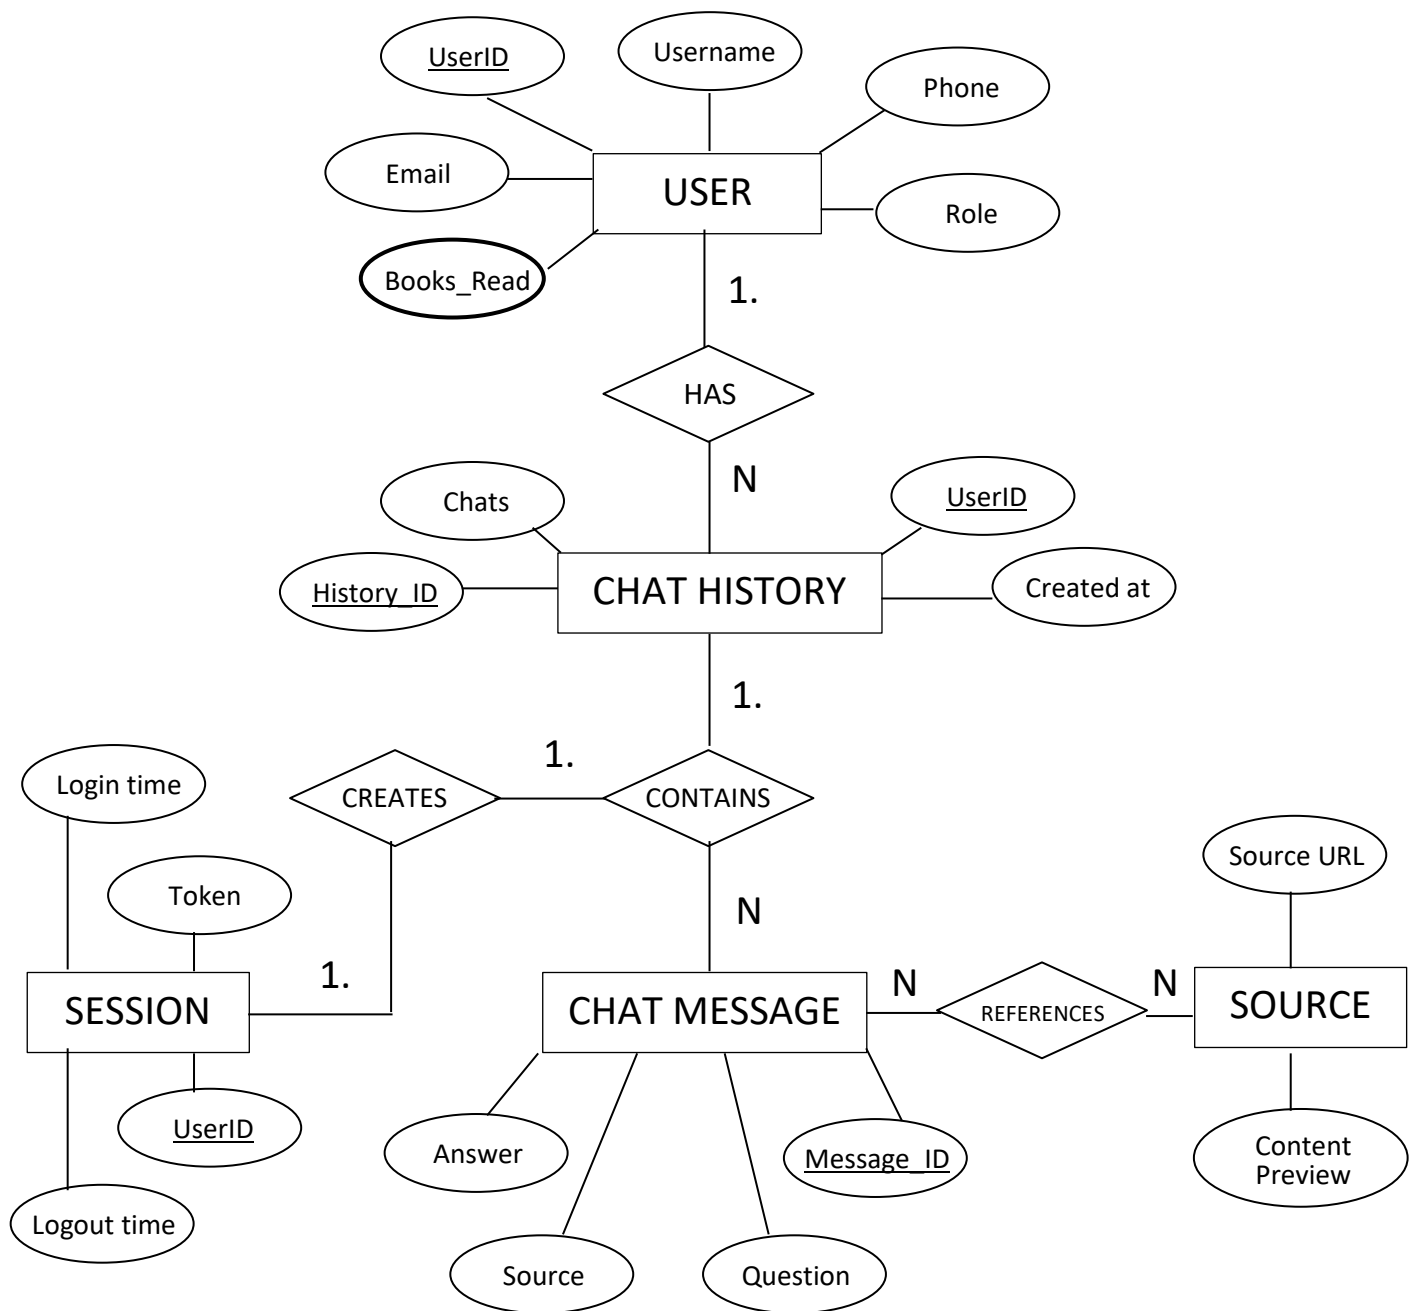 UserID
Username
Phone
Email
USER
Role
Books_Read
1.
HAS
N
Chats
UserID
History_ID
CHAT HISTORY
Created at
1.
Login time
CREATES
1.
CONTAINS
Source URL
Token
N
SESSION
1.
CHAT MESSAGE
N
REFERENCES
N
SOURCE
UserID
Answer
Message_ID
Content
Preview
Logout time
Source
Question